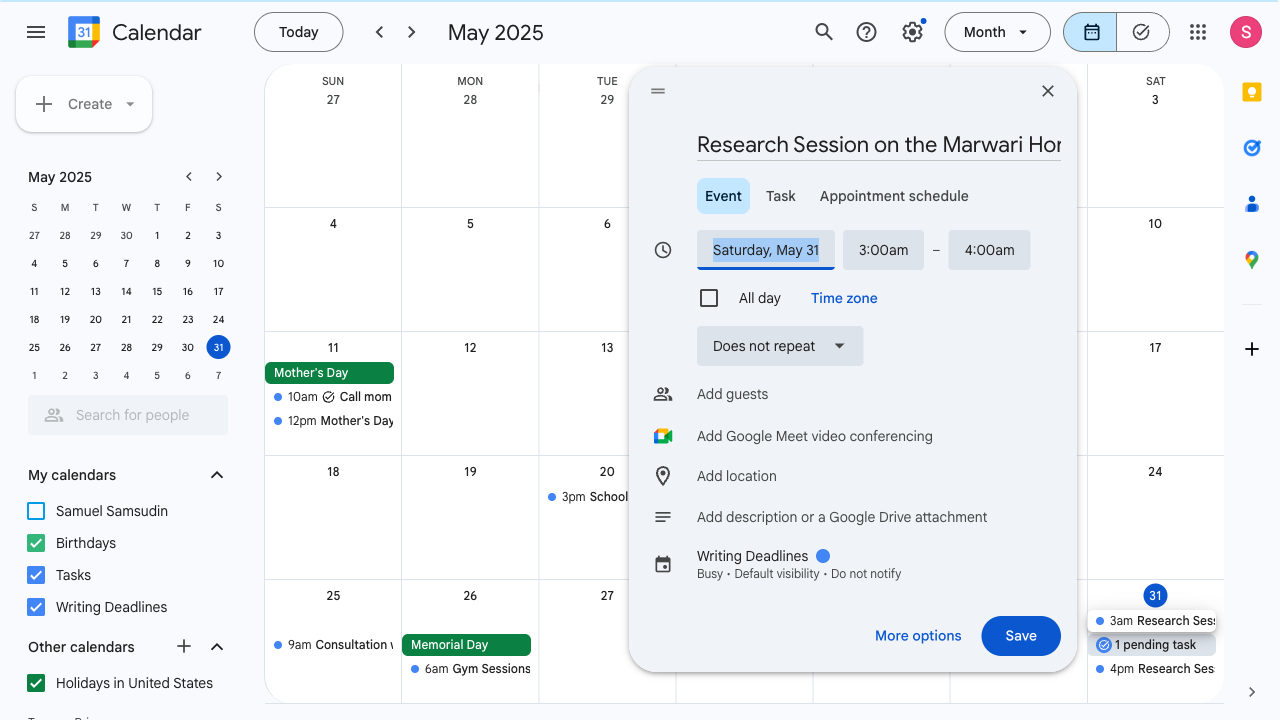 Calendar
Today
May 2025
Month
S
Create
May 2025
S M T W T F S
27 28 29 30 1 2 3
4 5 6 7 8 9 10
11 12 13 14 15 16 17
18 19 20 21 22 23 24
25 26 27 28 29 30 31
1 2 3 4 5 6 7
Search for people
My calendars
Samuel Samsudin
Birthdays
Tasks
Writing Deadlines
Other calendars
Holidays in United States
SUN MON TUE SAT
27 28 29 3
4 5 6 10
11 12 13 17
Mother's Day
10am Call mom
12pm Mother's Day
18 19 20 24
3pm School
25 26 27 31
9am Consultation
Memorial Day
6am Gym Sessions
3am Research Ses
1 pending task
4pm Research Ses
Research Session on the Marwari Hor
Event Task Appointment schedule
Saturday, May 31 3:00am – 4:00am
All day Time zone
Does not repeat
Add guests
Add Google Meet video conferencing
Add location
Add description or a Google Drive attachment
Writing Deadlines
Busy • Default visibility • Do not notify
More options Save